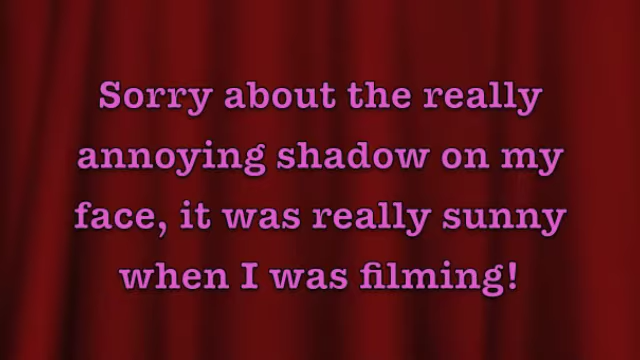 Sorry about the really
annoying shadow on my
face, it was really sunny
when I was filming!